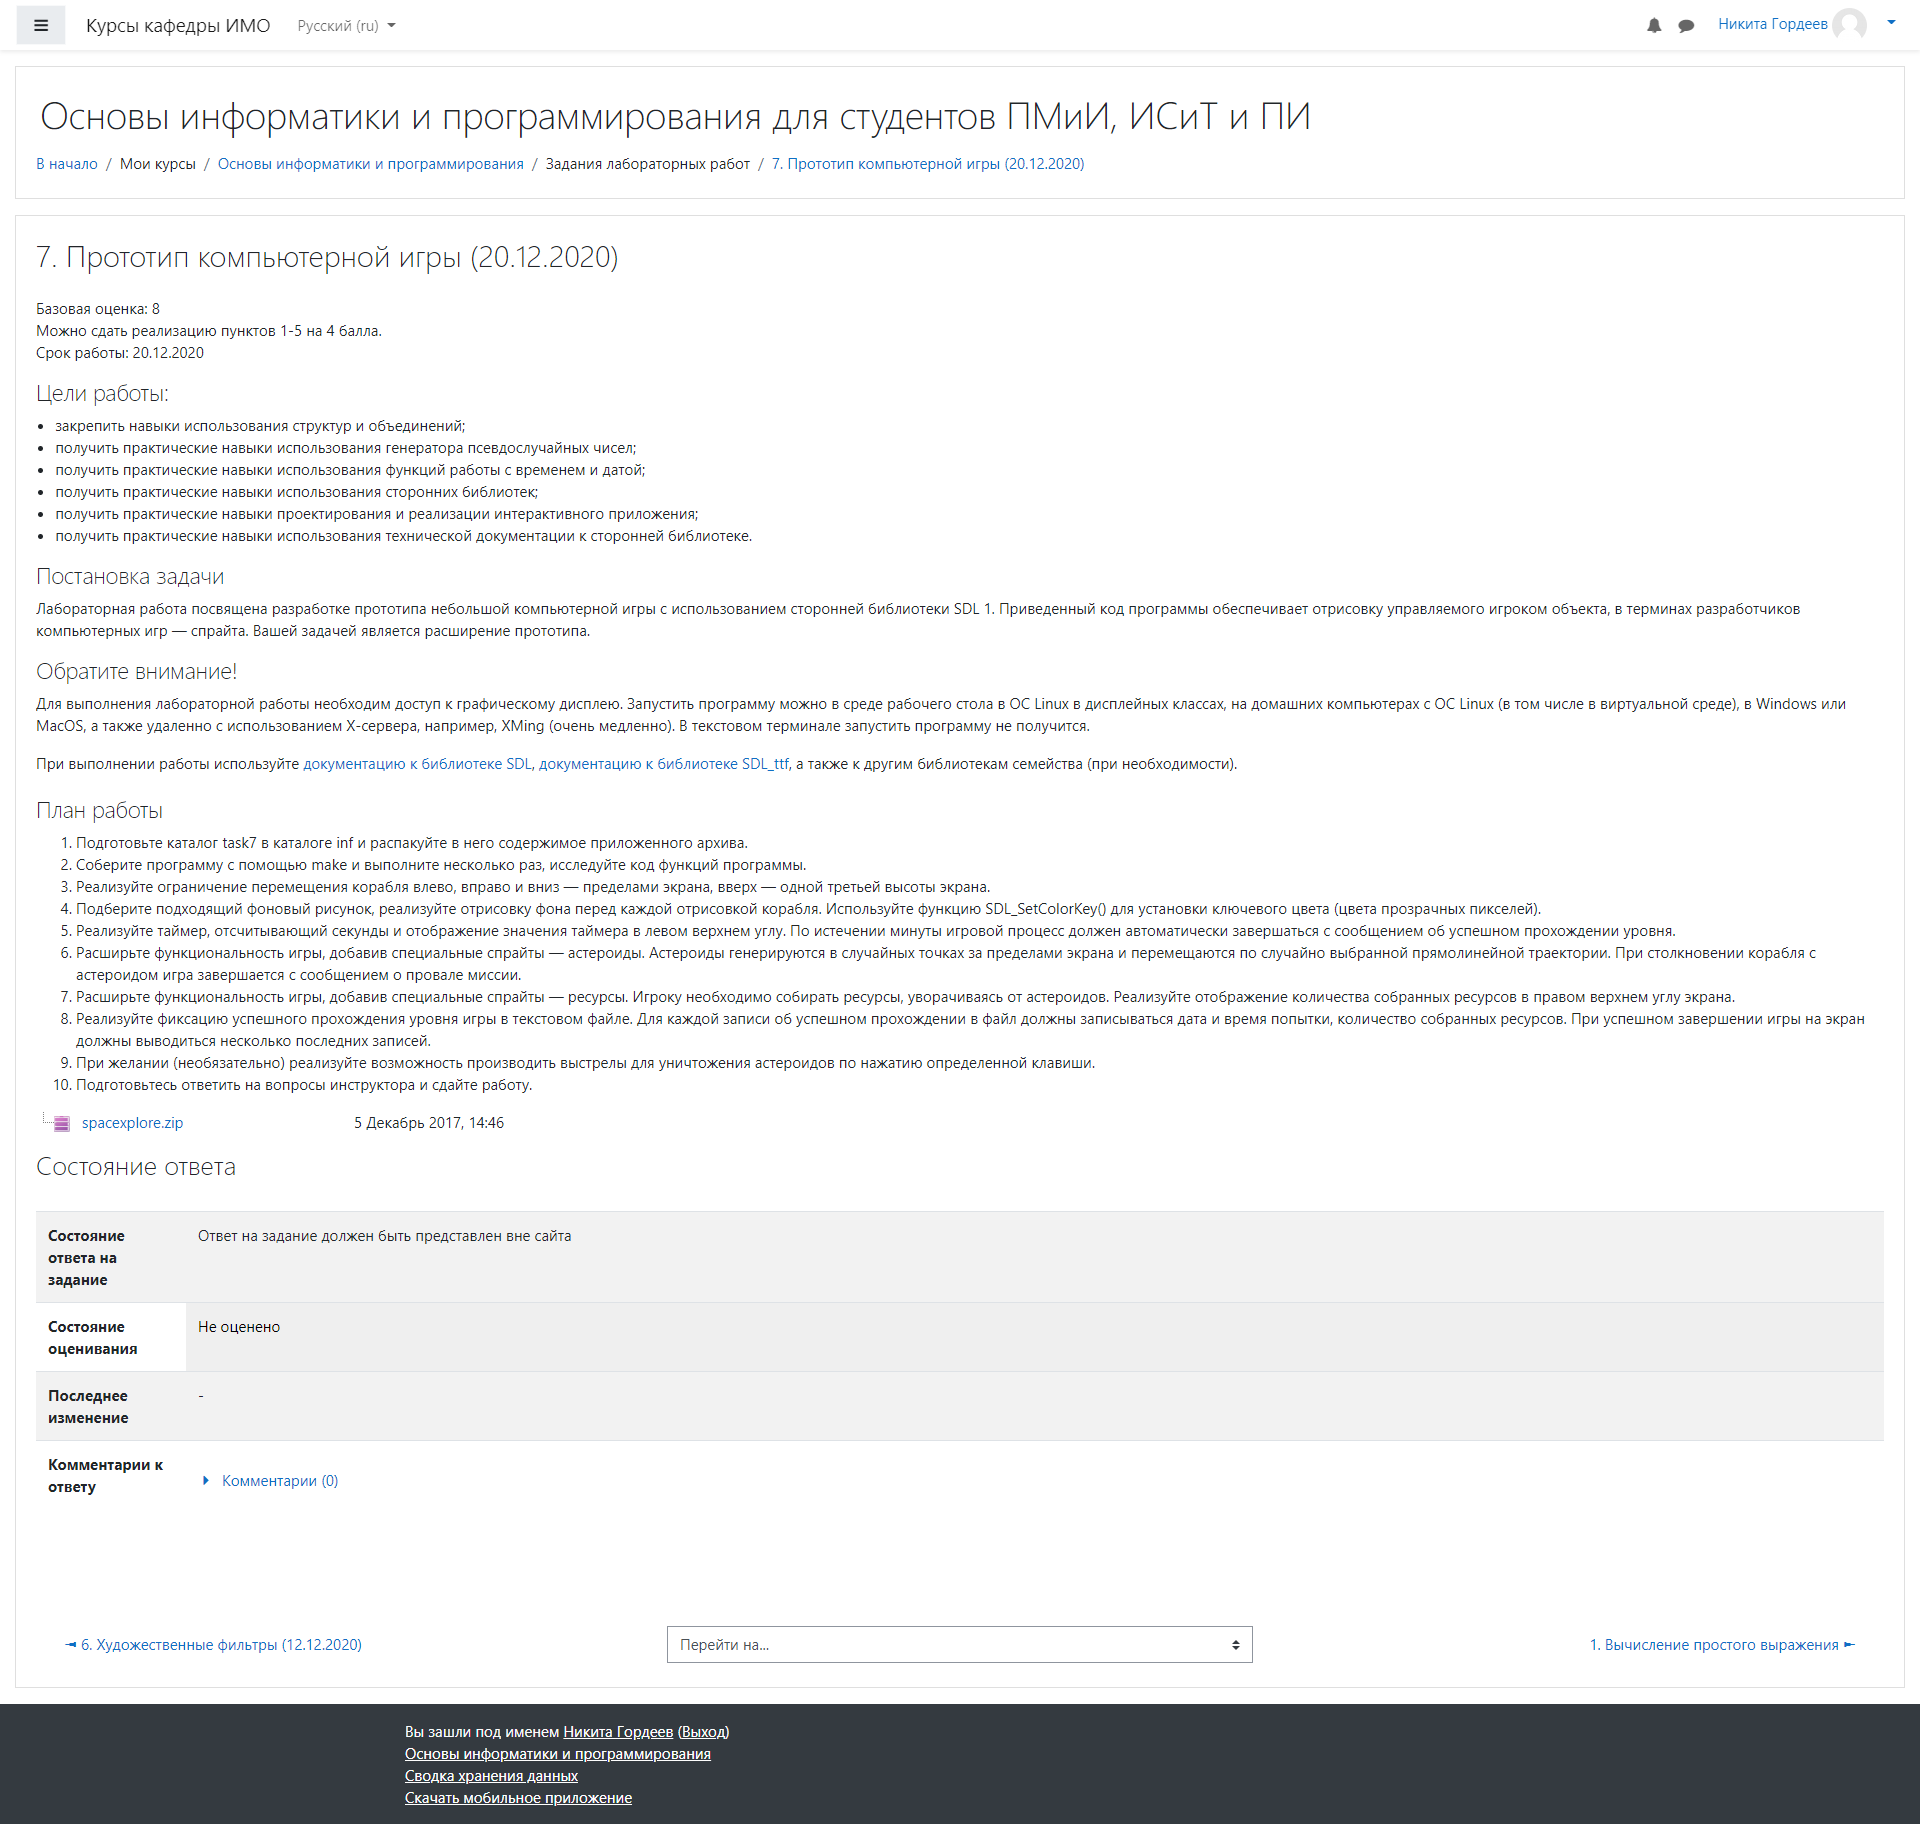 Курсы кафедры ИМО Русский (ru) Никита Гордеев
Основы информатики и программирования для студентов ПМиИ, ИСиТ и ПИ
В начало / Мои курсы / Основы информатики и программирования / Задания лабораторных работ / 7. Прототип компьютерной игры (20.12.2020)
7. Прототип компьютерной игры (20.12.2020)
Базовая оценка: 8
Можно сдать реализацию пунктов 1-5 на 4 балла.
Срок работы: 20.12.2020
Цели работы:
• закрепить навыки использования структур и объединений;
• получить практические навыки использования генератора псевдослучайных чисел;
• получить практические навыки использования функций работы с временем и датой;
• получить практические навыки использования сторонних библиотек;
• получить практические навыки проектирования и реализации интерактивного приложения;
• получить практические навыки использования технической документации к сторонней библиотеке.
Постановка задачи
Лабораторная работа посвящена разработке прототипа небольшой компьютерной игры с использованием сторонней библиотеки SDL 1. Приведенный код программы обеспечивает отрисовку управляемого игроком объекта, в терминах разработчиков
компьютерных игр — спрайта. Вашей задачей является расширение прототипа.
Обратите внимание!
Для выполнения лабораторной работы необходим доступ к графическому дисплею. Запустить программу можно в среде рабочего стола в ОС Linux в дисплейных классах, на домашних компьютерах с ОС Linux (в том числе в виртуальной среде), в Windows или
MacOS, а также удаленно с использованием X-сервера, например, XMing (очень медленно). В текстовом терминале запустить программу не получится.
При выполнении работы используйте документацию к библиотеке SDL, документацию к библиотеке SDL_ttf, а также к другим библиотекам семейства (при необходимости).
План работы
1. Подготовьте каталог task7 в каталоге inf и распакуйте в него содержимое приложенного архива.
2. Соберите программу с помощью make и выполните несколько раз, исследуйте код функций программы.
3. Реализуйте ограничение перемещения корабля влево, вправо и вниз — пределами экрана, вверх — одной третьей высоты экрана.
4. Подберите подходящий фоновый рисунок, реализуйте отрисовку фона перед каждой отрисовкой корабля. Используйте функцию SDL_SetColorKey() для установки ключевого цвета (цвета прозрачных пикселей).
5. Реализуйте таймер, отсчитывающий секунды и отображение значения таймера в левом верхнем углу. По истечении минуты игровой процесс должен автоматически завершаться с сообщением об успешном прохождении уровня.
6. Расширьте функциональность игры, добавив специальные спрайты — астероиды. Астероиды генерируются в случайных точках за пределами экрана и перемещаются по случайно выбранной прямолинейной траектории. При столкновении корабля с
астероидом игра завершается с сообщением о провале миссии.
7. Расширьте функциональность игры, добавив специальные спрайты — ресурсы. Игроку необходимо собирать ресурсы, уворачиваясь от астероидов. Реализуйте отображение количества собранных ресурсов в правом верхнем углу экрана.
8. Реализуйте фиксацию успешного прохождения уровня игры в текстовом файле. Для каждой записи об успешном прохождении в файл должны записываться дата и время попытки, количество собранных ресурсов. При успешном завершении игры на экран
должны выводиться несколько последних записей.
9. При желании (необязательно) реализуйте возможность производить выстрелы для уничтожения астероидов по нажатию определенной клавиши.
10. Подготовьтесь ответить на вопросы инструктора и сдайте работу.
spacexplore.zip 5 Декабрь 2017, 14:46
Состояние ответа
Состояние ответа на задание
Ответ на задание должен быть представлен вне сайта
Состояние оценивания
Не оценено
Последнее изменение
-
Комментарии к ответу
Комментарии (0)
◄ 6. Художественные фильтры (12.12.2020) Перейти на... 1. Вычисление простого выражения ►
Вы зашли под именем Никита Гордеев (Выход)
Основы информатики и программирования
Сводка хранения данных
Скачать мобильное приложение